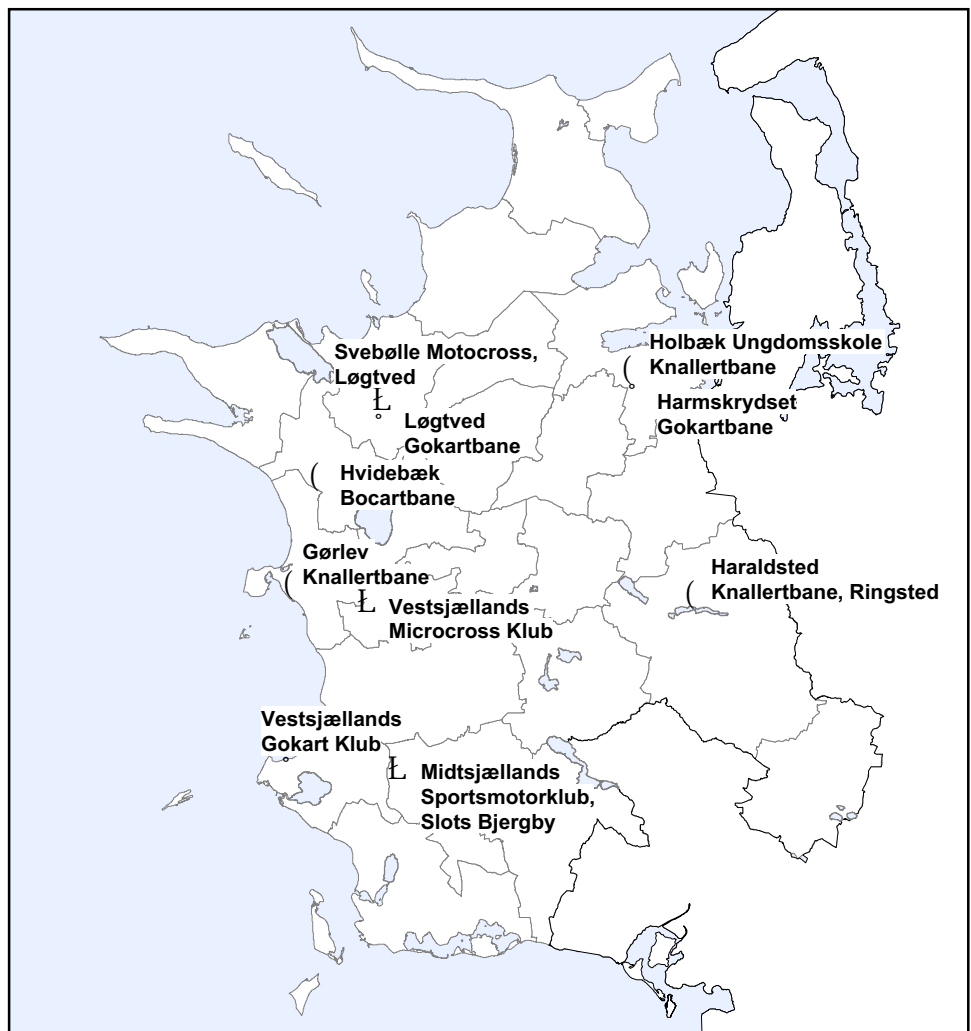 Svebølle Motocross,
Løgtved
Ł
Løgtved
Gokartbane
Holbæk Ungdomsskole
Knallertbane
(
Harmskrydset
Gokartbane
(
Hvidebæk
Bocartbane
Gørlev
Knallertbane
(
Ł
Vestsjællands
Microcross Klub
Haraldsted
Knallertbane, Ringsted
(
Vestsjællands
Gokart Klub
Ł
Midtsjællands
Sportsmotorklub,
Slots Bjergby